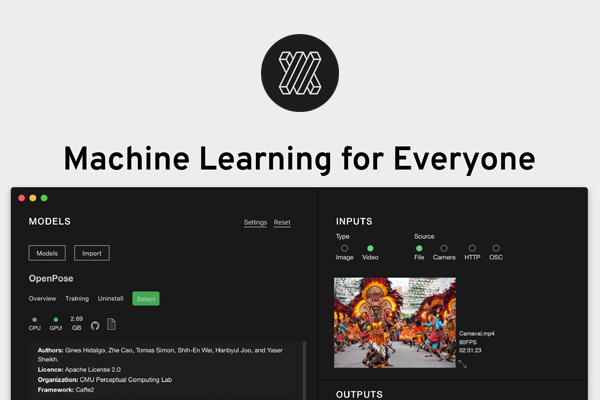 Machine Learning for Everyone
MODELS
Settings Reset
Models Import
OpenPose
Overview Training Uninstall Select
CPU GPU 2.69 GB
Authors: Gines Hidalgo, Zhe Cao, Tomas Simon, Shih-En Wei, Hanbyul Joo, and Yaser
Sheikh.
Licence: Apache License 2.0
Organization: CMU Perceptual Computing Lab
Framework: Caffe2
INPUTS
Type Source
Image Video File Camera HTTP OSC
Carnaval.mp4
60FPS
02:31:23
OUTPUTS